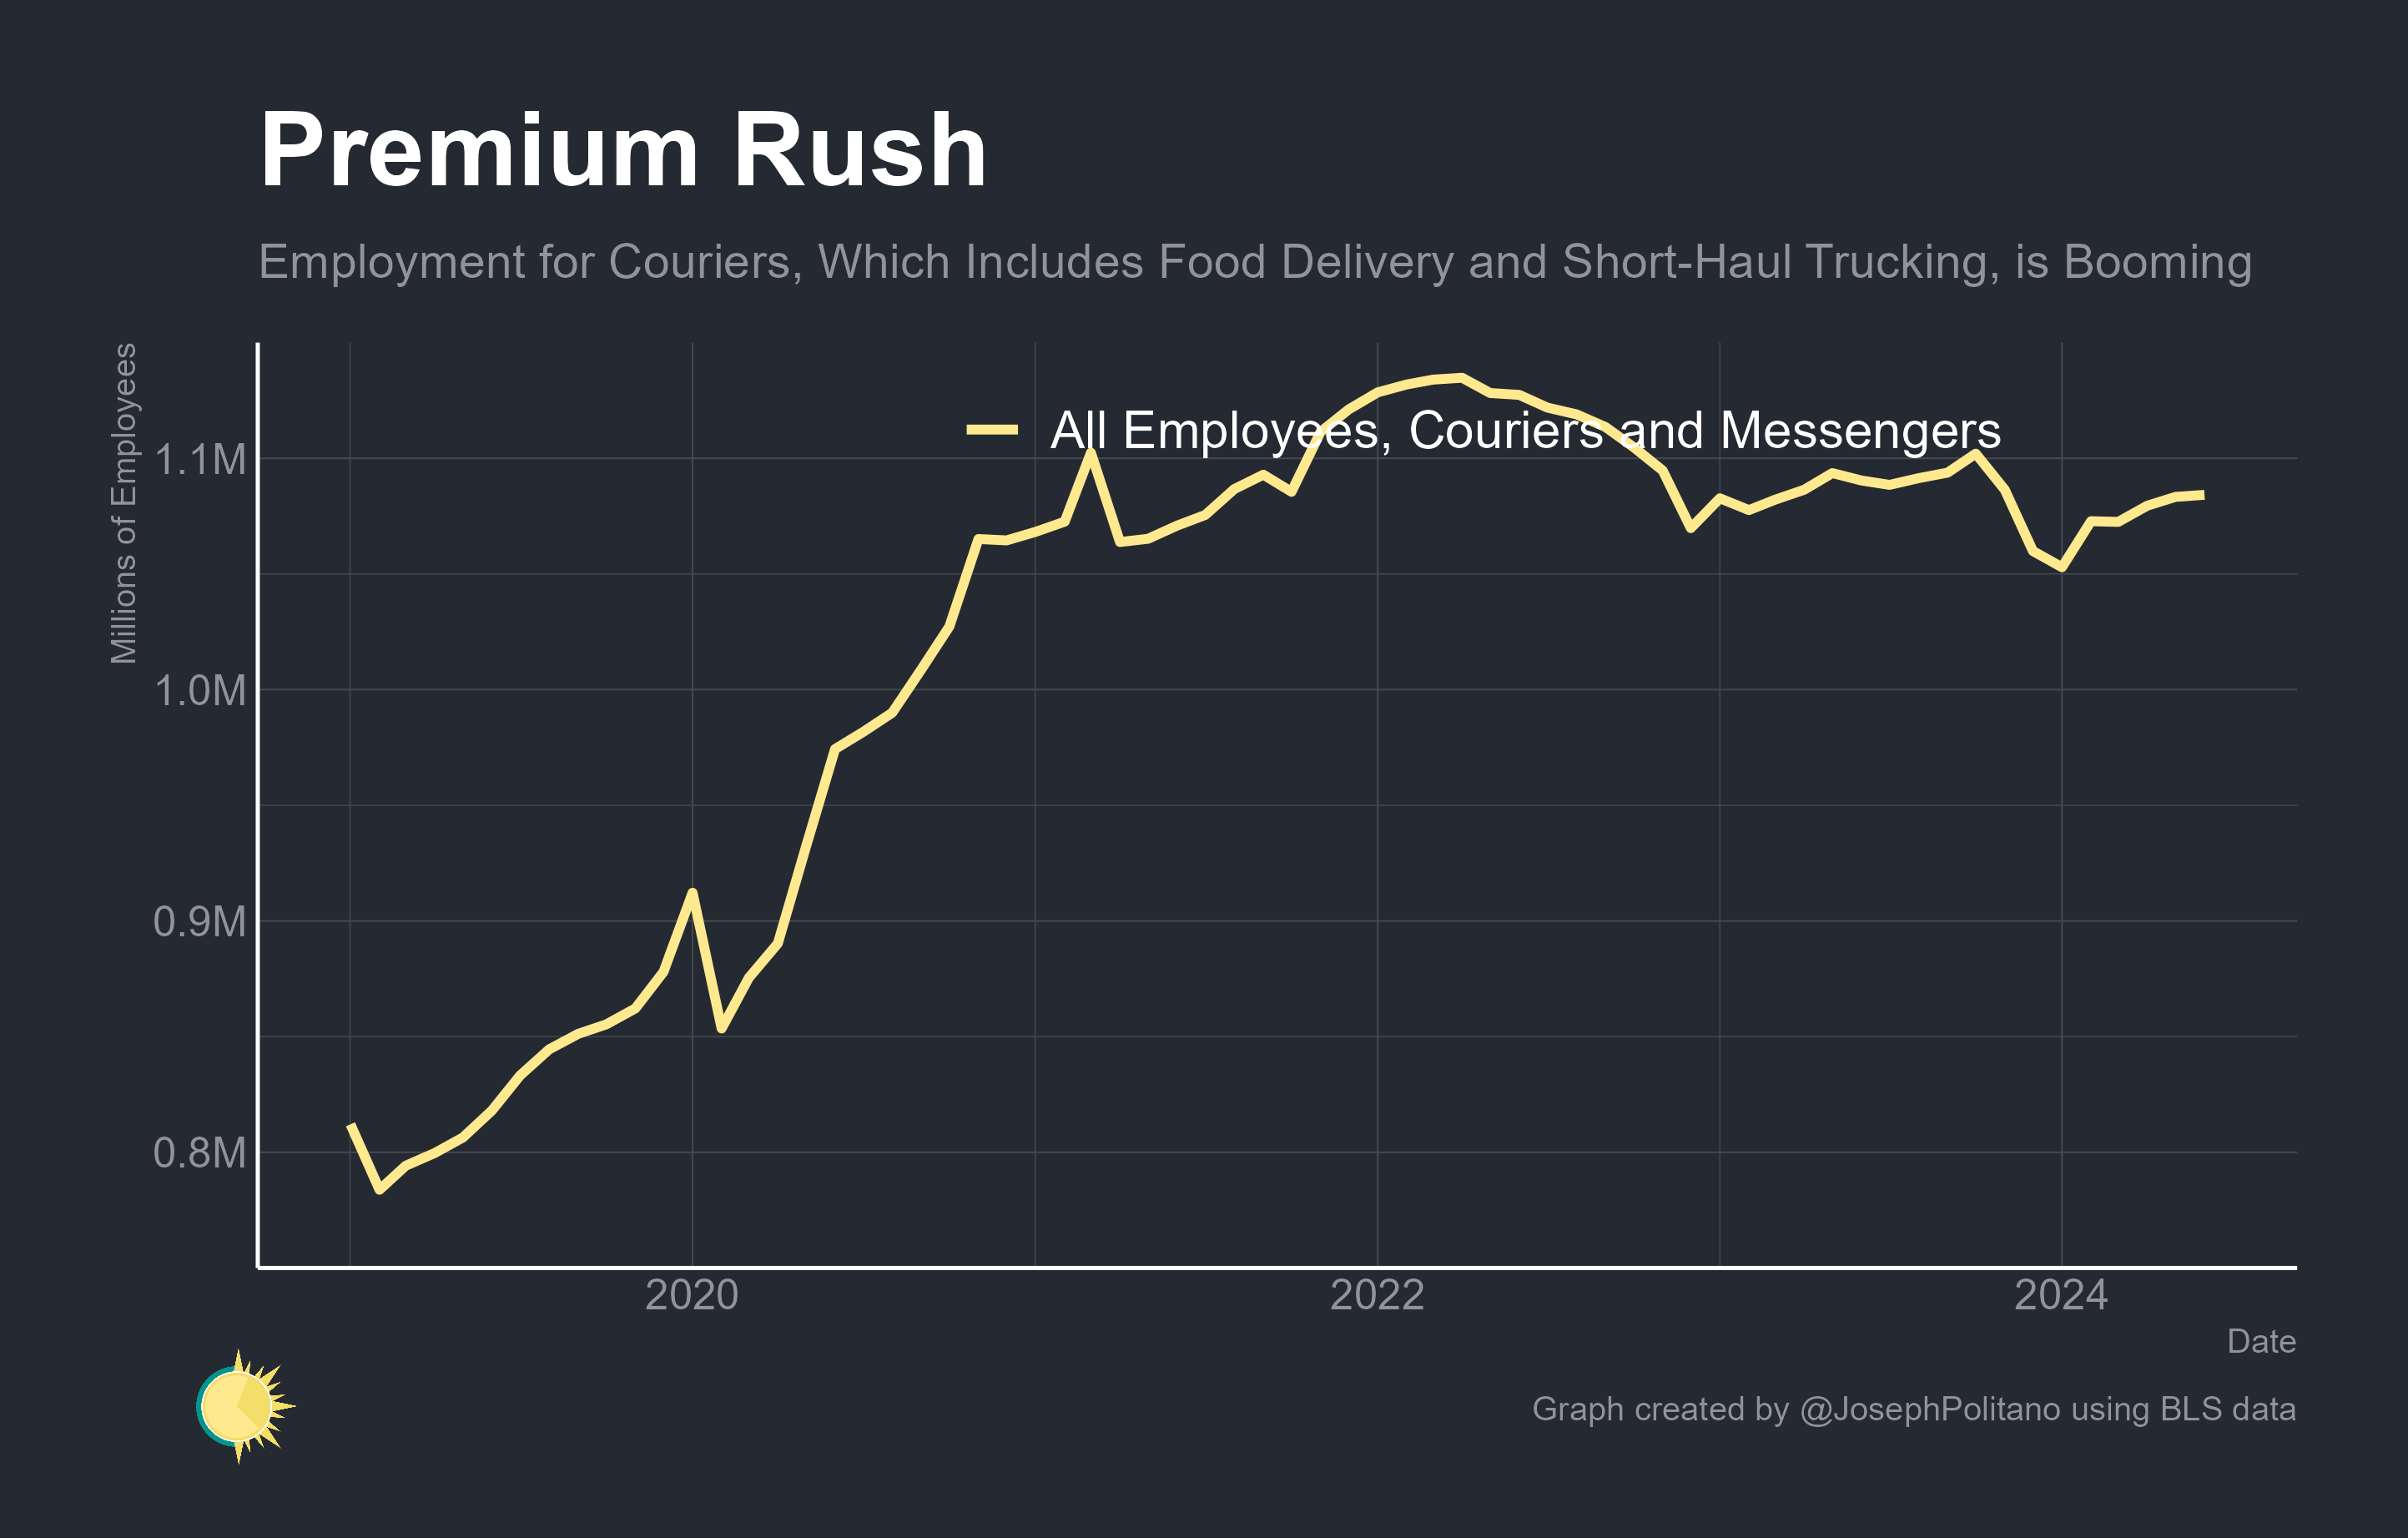 Premium Rush
Employment for Couriers, Which Includes Food Delivery and Short-Haul Trucking, is Booming
Millions of Employees
All Employees, Couriers and Messengers
1.1M
1.0M
0.9M
0.8M
2020
2022
2024
Date
Graph created by @JosephPolitano using BLS data